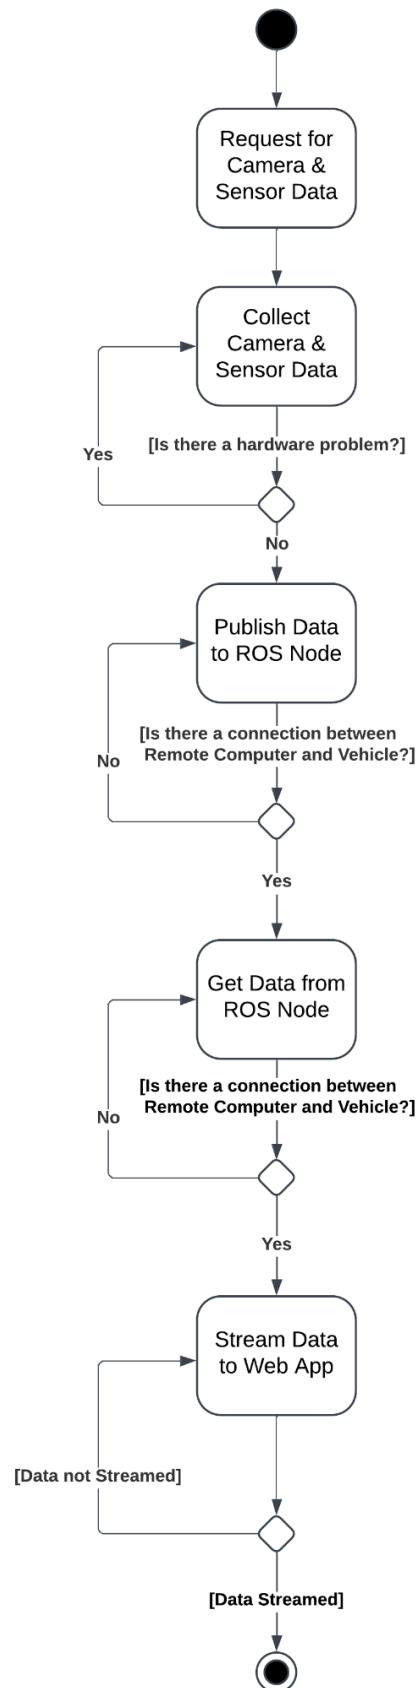 Request for
Camera &
Sensor Data
Collect
Camera &
Sensor Data
[Is there a hardware problem?]
Yes
No
Publish Data
to ROS Node
[Is there a connection between
Remote Computer and Vehicle?]
No
Yes
Get Data from
ROS Node
[Is there a connection between
Remote Computer and Vehicle?]
No
Yes
Stream Data
to Web App
[Data not Streamed]
[Data Streamed]